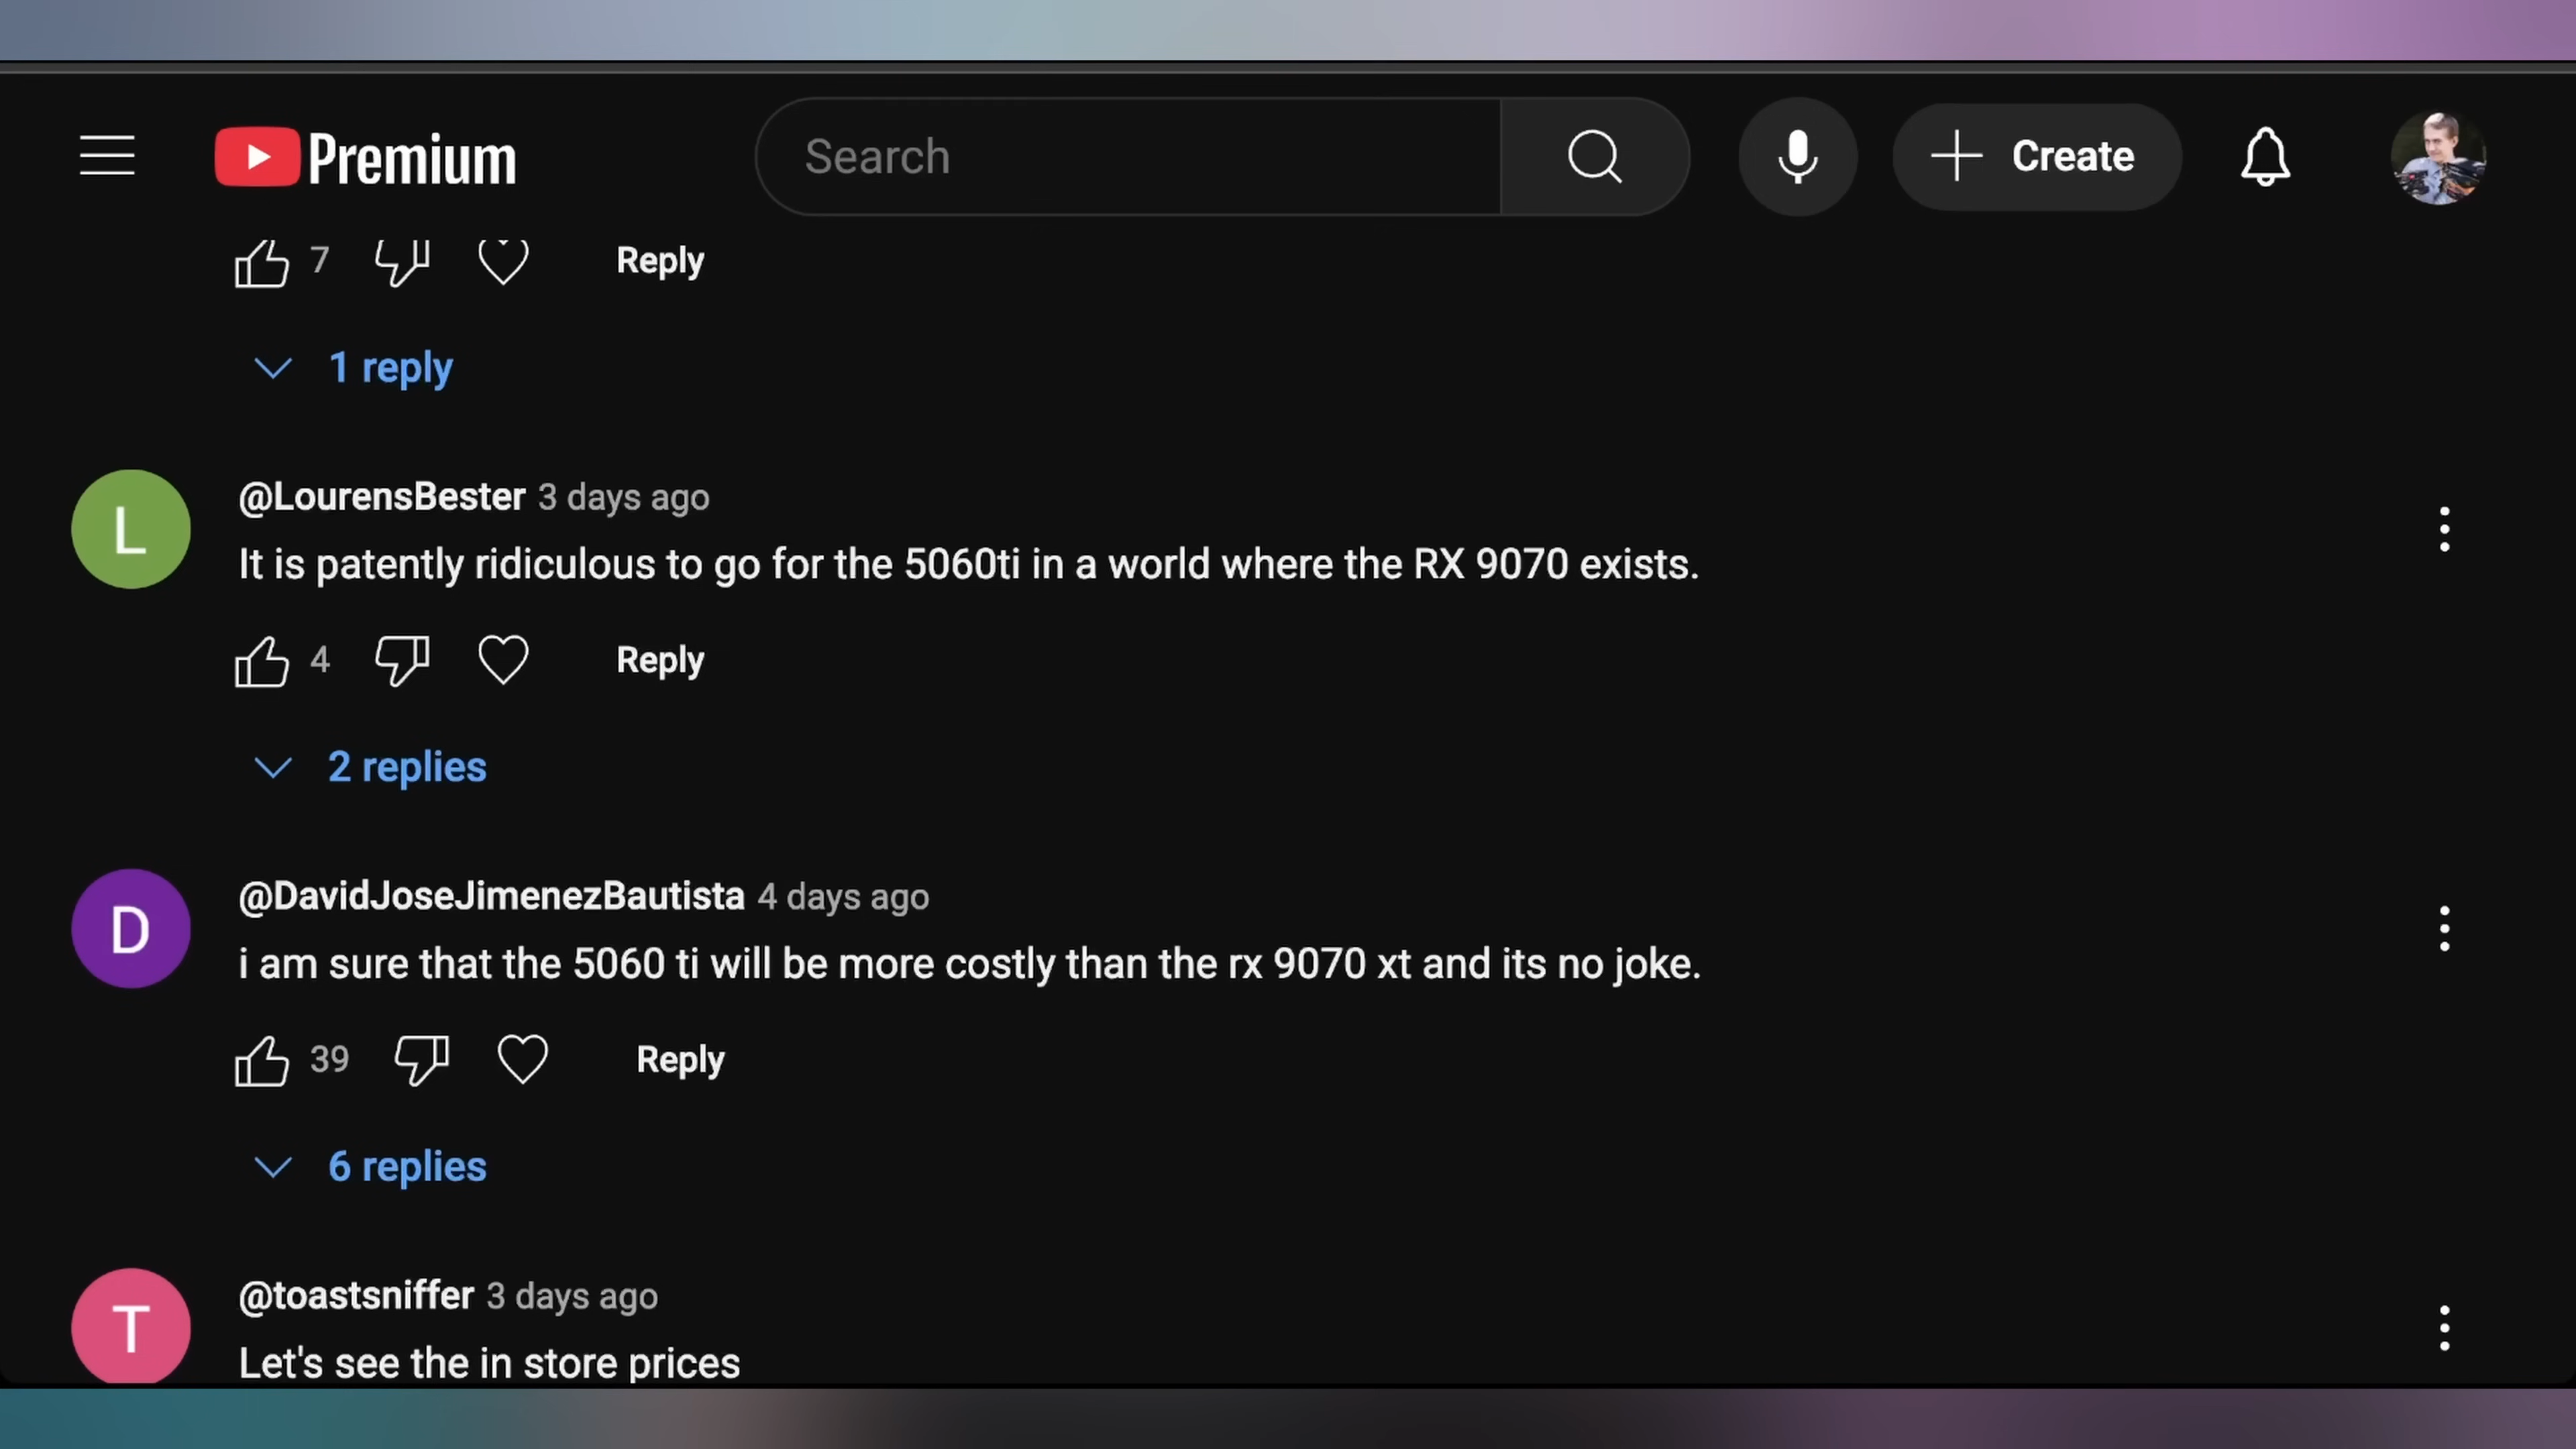 Premium
Search
Create
7
Reply
1 reply
L
@LourensBester 3 days ago
It is patently ridiculous to go for the 5060ti in a world where the RX 9070 exists.
4
Reply
2 replies
D
@DavidJoseJimenezBautista 4 days ago
i am sure that the 5060 ti will be more costly than the rx 9070 xt and its no joke.
39
Reply
6 replies
T
@toastsniffer 3 days ago
Let's see the in store prices